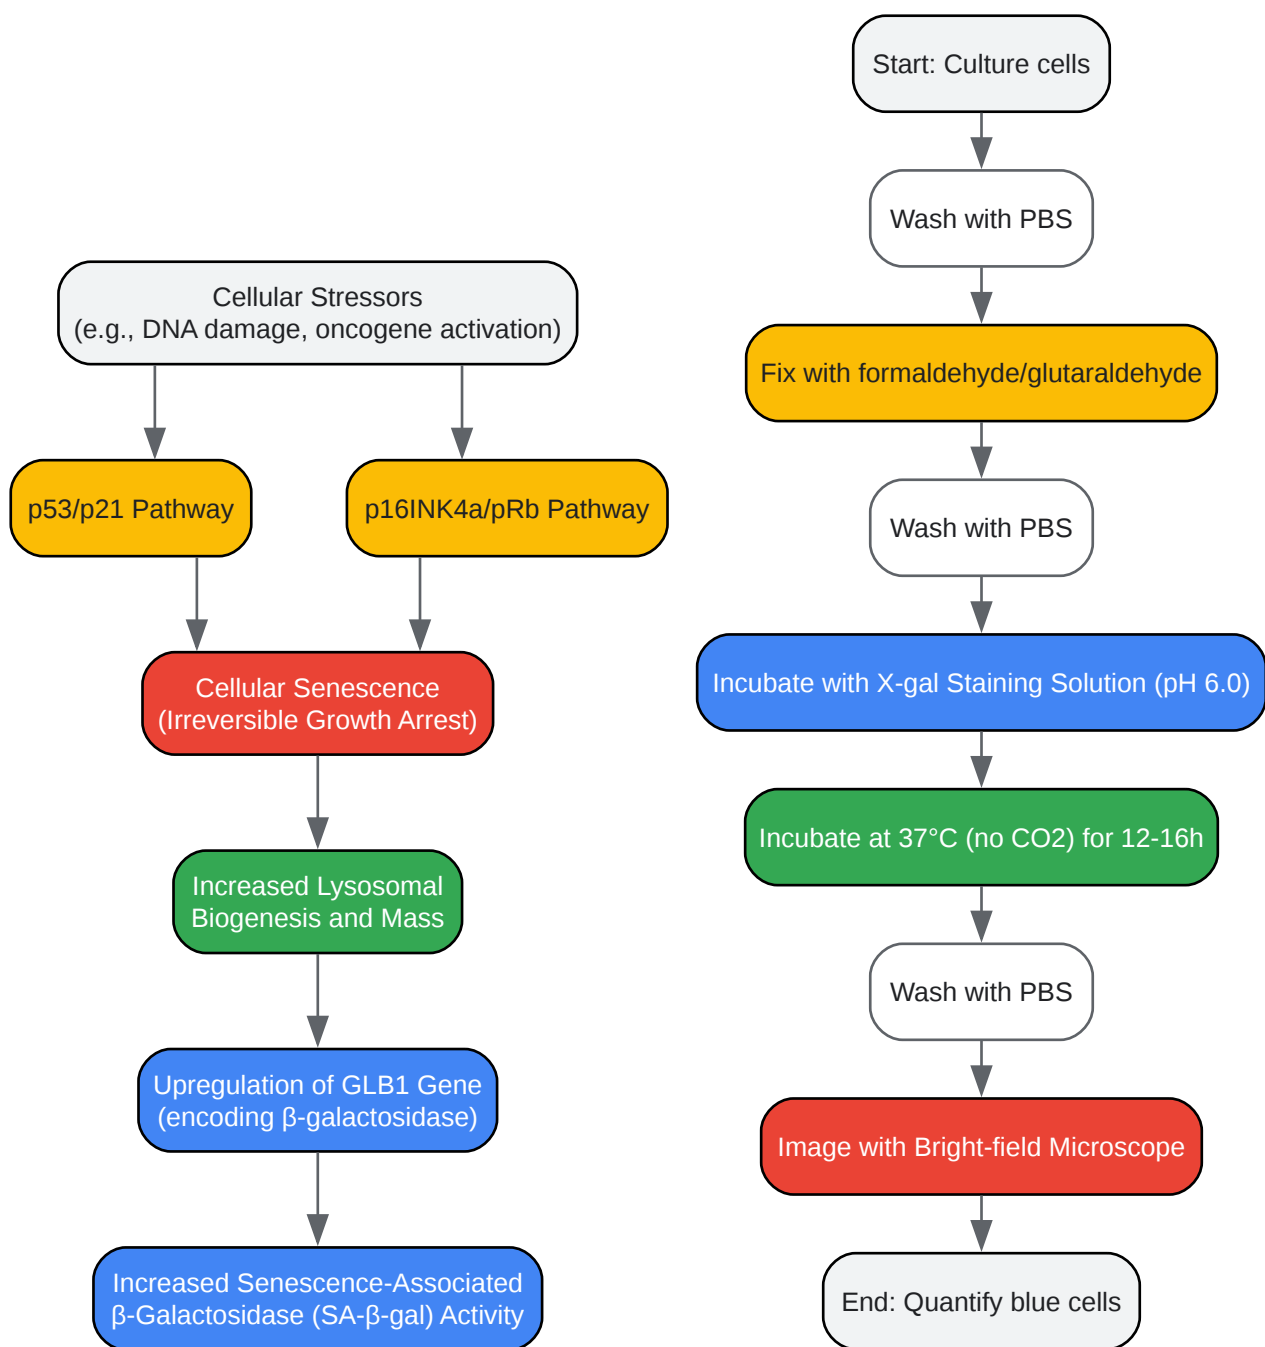 Cellular Stressors
(e.g., DNA damage, oncogene activation)
p53/p21 Pathway
p16INK4a/pRb Pathway
Cellular Senescence
(Irreversible Growth Arrest)
Increased Lysosomal
Biogenesis and Mass
Upregulation of GLB1 Gene
(encoding β-galactosidase)
Increased Senescence-Associated
β-Galactosidase (SA-β-gal) Activity
Start: Culture cells
Wash with PBS
Fix with formaldehyde/glutaraldehyde
Wash with PBS
Incubate with X-gal Staining Solution (pH 6.0)
Incubate at 37°C (no CO2) for 12-16h
Wash with PBS
Image with Bright-field Microscope
End: Quantify blue cells